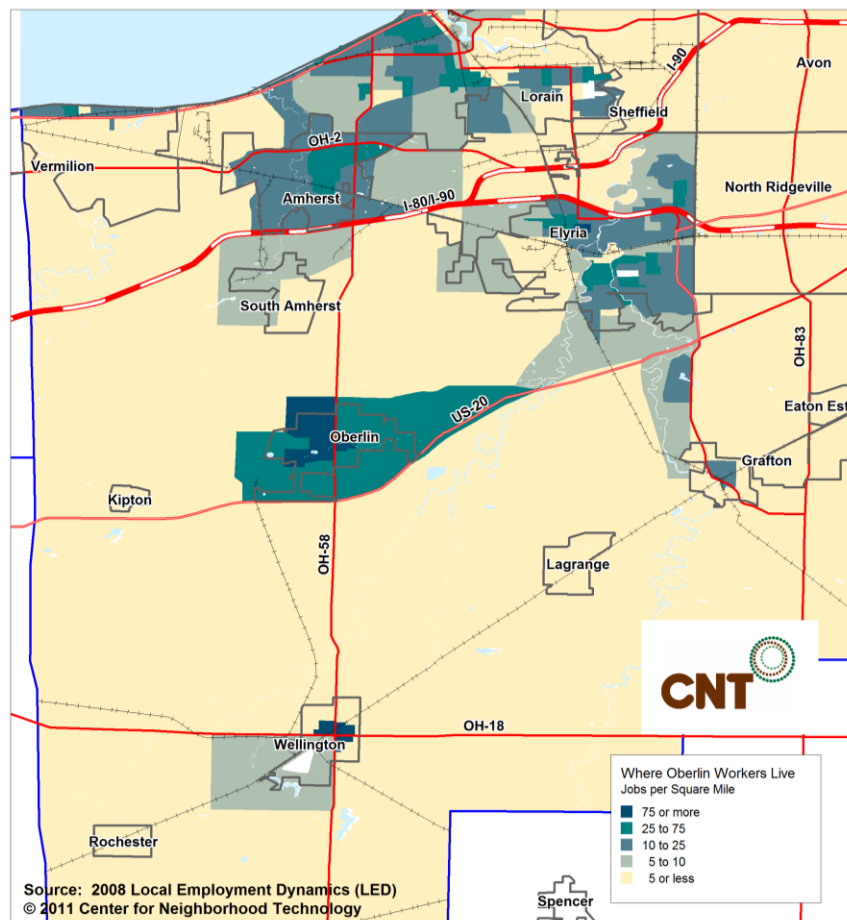 I-90
Avon
Lorain
Sheffield
OH-2
Vermilion
North Ridgeville
Amherst
I-80/I-90
Elyria
South Amherst
OH-83
US-20
Eaton Est
Oberlin
Grafton
Kipton
OH-58
Lagrange
CNT
OH-18
Wellington
Where Oberlin Workers Live
Jobs per Square Mile
75 or more
25 to 75
10 to 25
5 to 10
5 or less
Rochester
Source: 2008 Local Employment Dynamics (LED)
© 2011 Center for Neighborhood Technology
Spencer